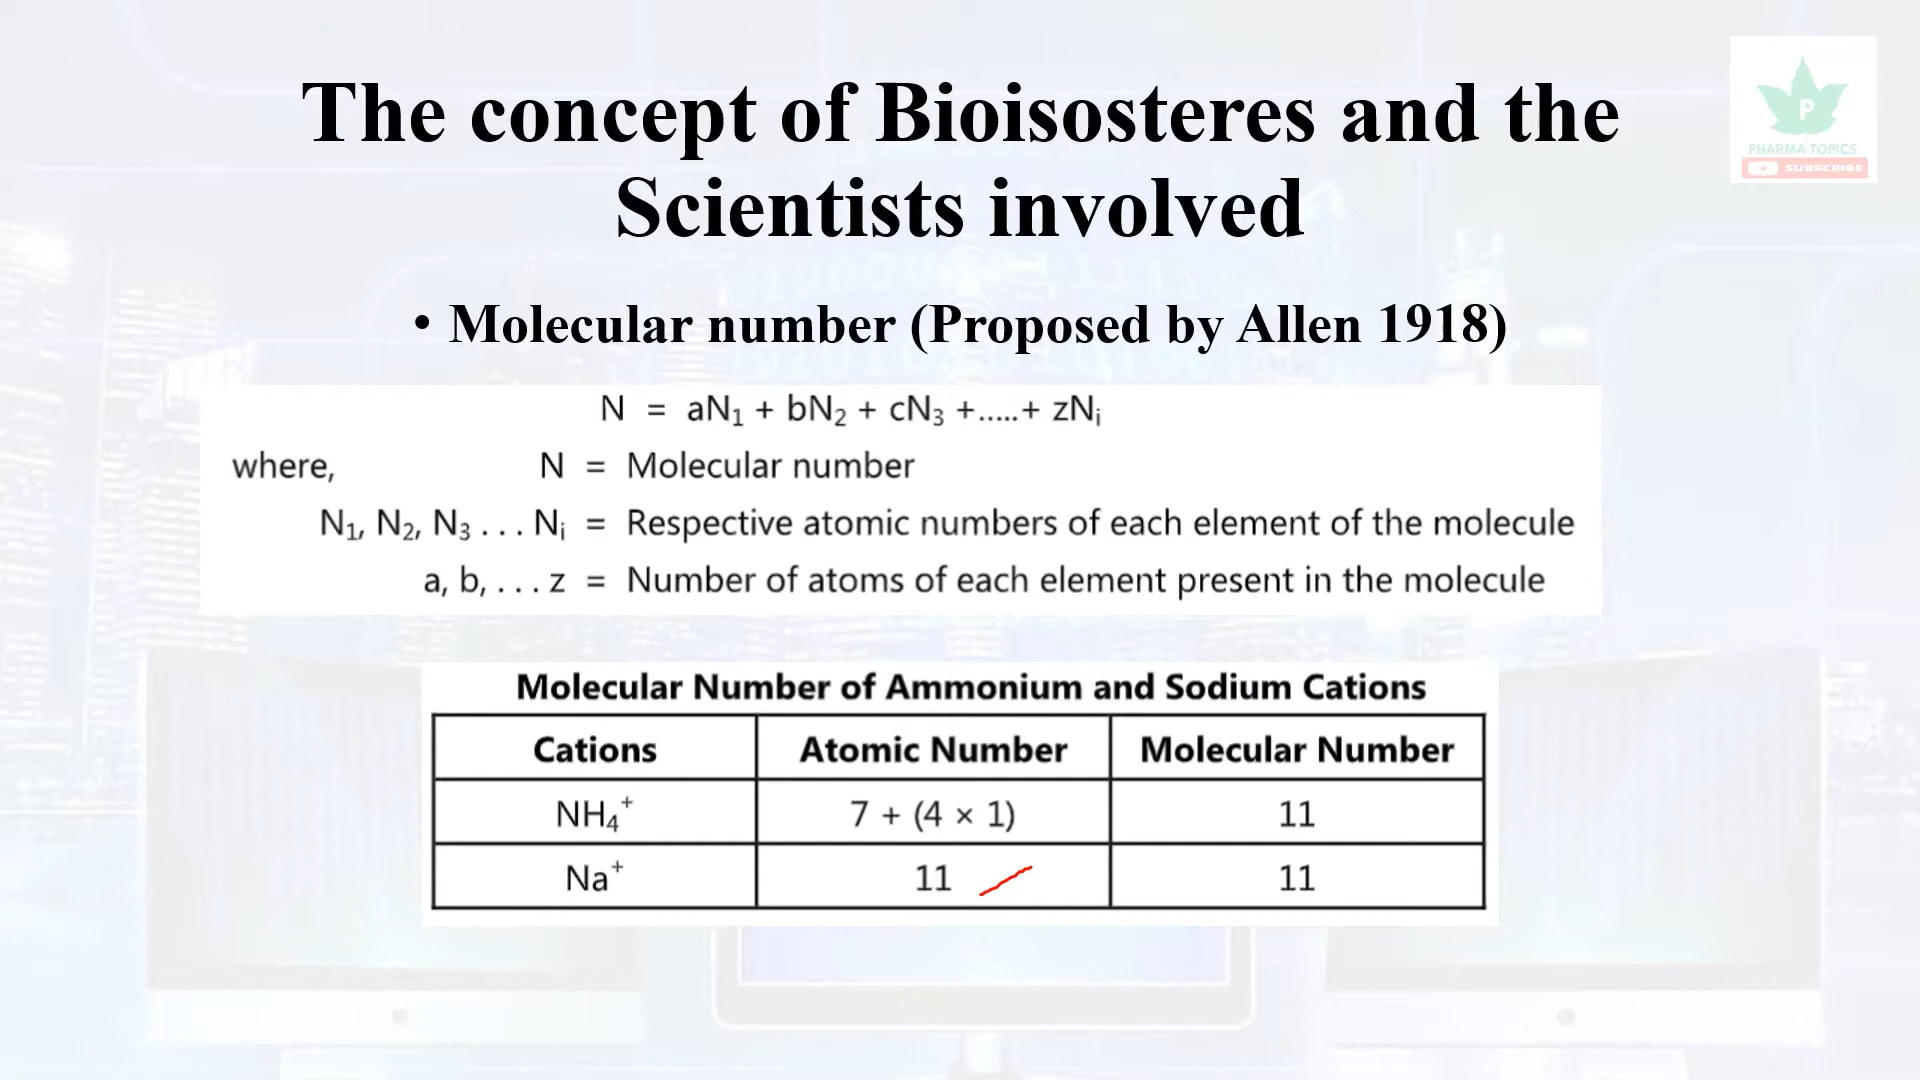 The concept of Bioisosteres and the
Scientists involved
P
PHARMA TOPICS
SUBSCRIBE
• Molecular number (Proposed by Allen 1918)
N = aN₁ + bN₂ + cN₃ +.....+ zNᵢ
where, N = Molecular number
N₁, N₂, N₃ . . . Nᵢ = Respective atomic numbers of each element of the molecule
a, b, . . . z = Number of atoms of each element present in the molecule
Molecular Number of Ammonium and Sodium Cations
Cations Atomic Number Molecular Number
NH₄⁺ 7 + (4 × 1) 11
Na⁺ 11 11